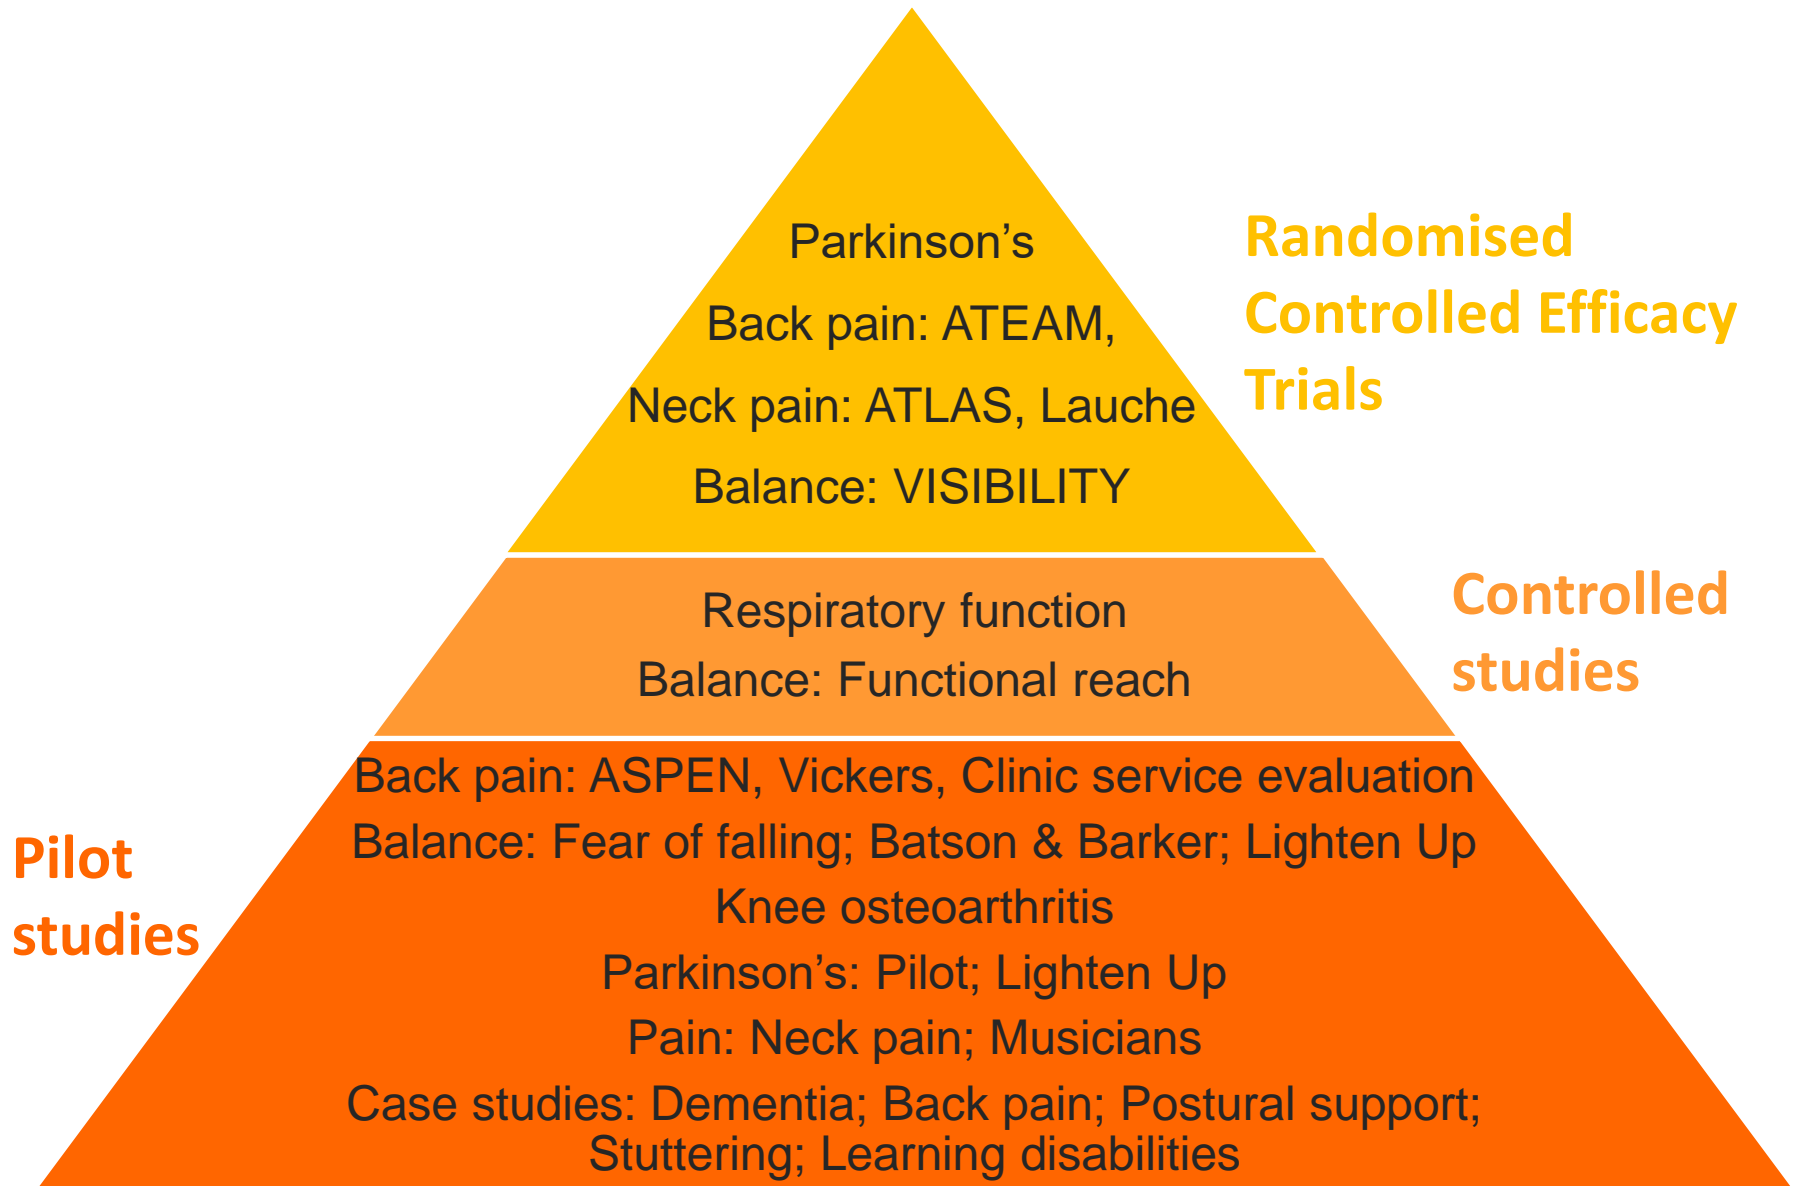 Parkinson’s
Back pain: ATEAM,
Neck pain: ATLAS, Lauche
Balance: VISIBILITY
Randomised
Controlled Efficacy
Trials
Respiratory function
Balance: Functional reach
Controlled
studies
Back pain: ASPEN, Vickers, Clinic service evaluation
Balance: Fear of falling; Batson & Barker; Lighten Up
Knee osteoarthritis
Parkinson’s: Pilot; Lighten Up
Pain: Neck pain; Musicians
Case studies: Dementia; Back pain; Postural support;
Stuttering; Learning disabilities
Pilot
studies